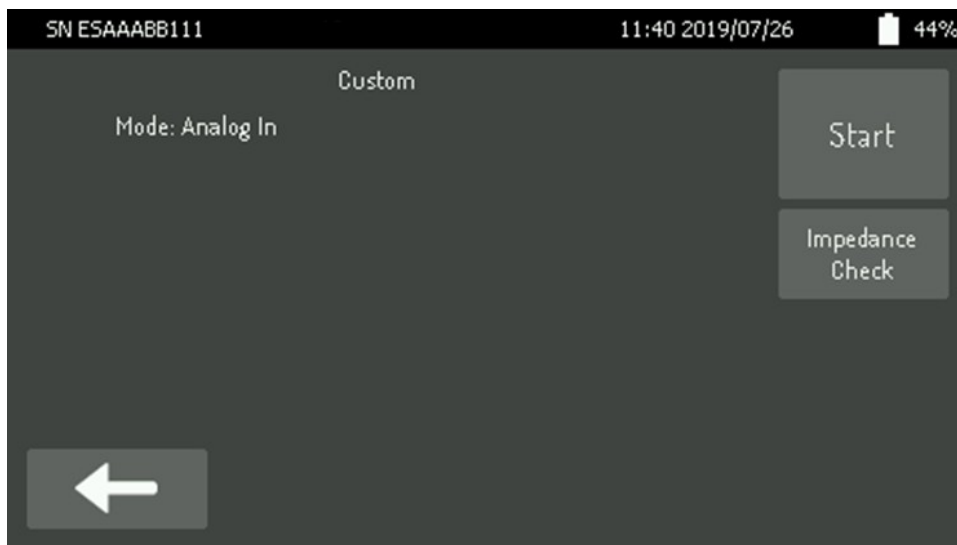 SN ESAAABB111 11:40 2019/07/26 44%
Custom
Mode: Analog In
Start
Impedance
Check